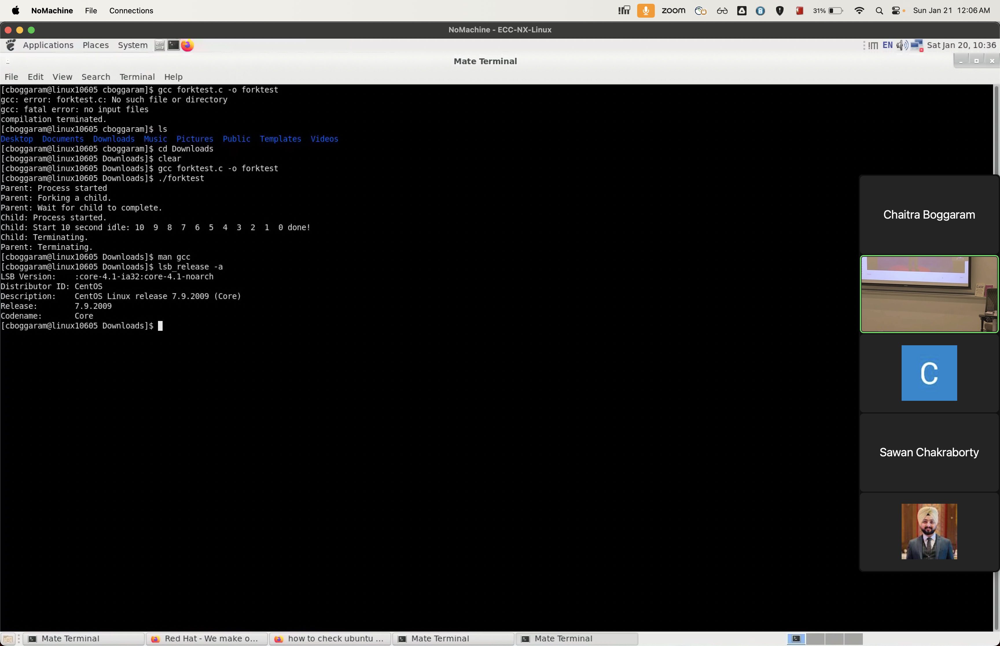 NoMachine File Connections zoom 31% Sun Jan 21 12:06 AM
NoMachine - ECC-NX-Linux
Applications Places System EN Sat Jan 20, 10:36
Mate Terminal
File Edit View Search Terminal Help
[cboggaram@linux10605 cboggaram]$ gcc forktest.c -o forktest
gcc: error: forktest.c: No such file or directory
gcc: fatal error: no input files
compilation terminated.
[cboggaram@linux10605 cboggaram]$ ls
Desktop Documents Downloads Music Pictures Public Templates Videos
[cboggaram@linux10605 cboggaram]$ cd Downloads
[cboggaram@linux10605 Downloads]$ clear
[cboggaram@linux10605 Downloads]$ gcc forktest.c -o forktest
[cboggaram@linux10605 Downloads]$ ./forktest
Parent: Process started
Parent: Forking a child.
Parent: Wait for child to complete.
Child: Process started.
Child: Start 10 second idle: 10 9 8 7 6 5 4 3 2 1 0 done!
Child: Terminating.
Parent: Terminating.
[cboggaram@linux10605 Downloads]$ man gcc
[cboggaram@linux10605 Downloads]$ lsb_release -a
LSB Version: :core-4.1-ia32:core-4.1-noarch
Distributor ID: CentOS
Description: CentOS Linux release 7.9.2009 (Core)
Release: 7.9.2009
Codename: Core
[cboggaram@linux10605 Downloads]$
Chaitra Boggaram
CLASH
C
Sawan Chakraborty
Mate Terminal Red Hat - We make o... how to check ubuntu ... Mate Terminal Mate Terminal